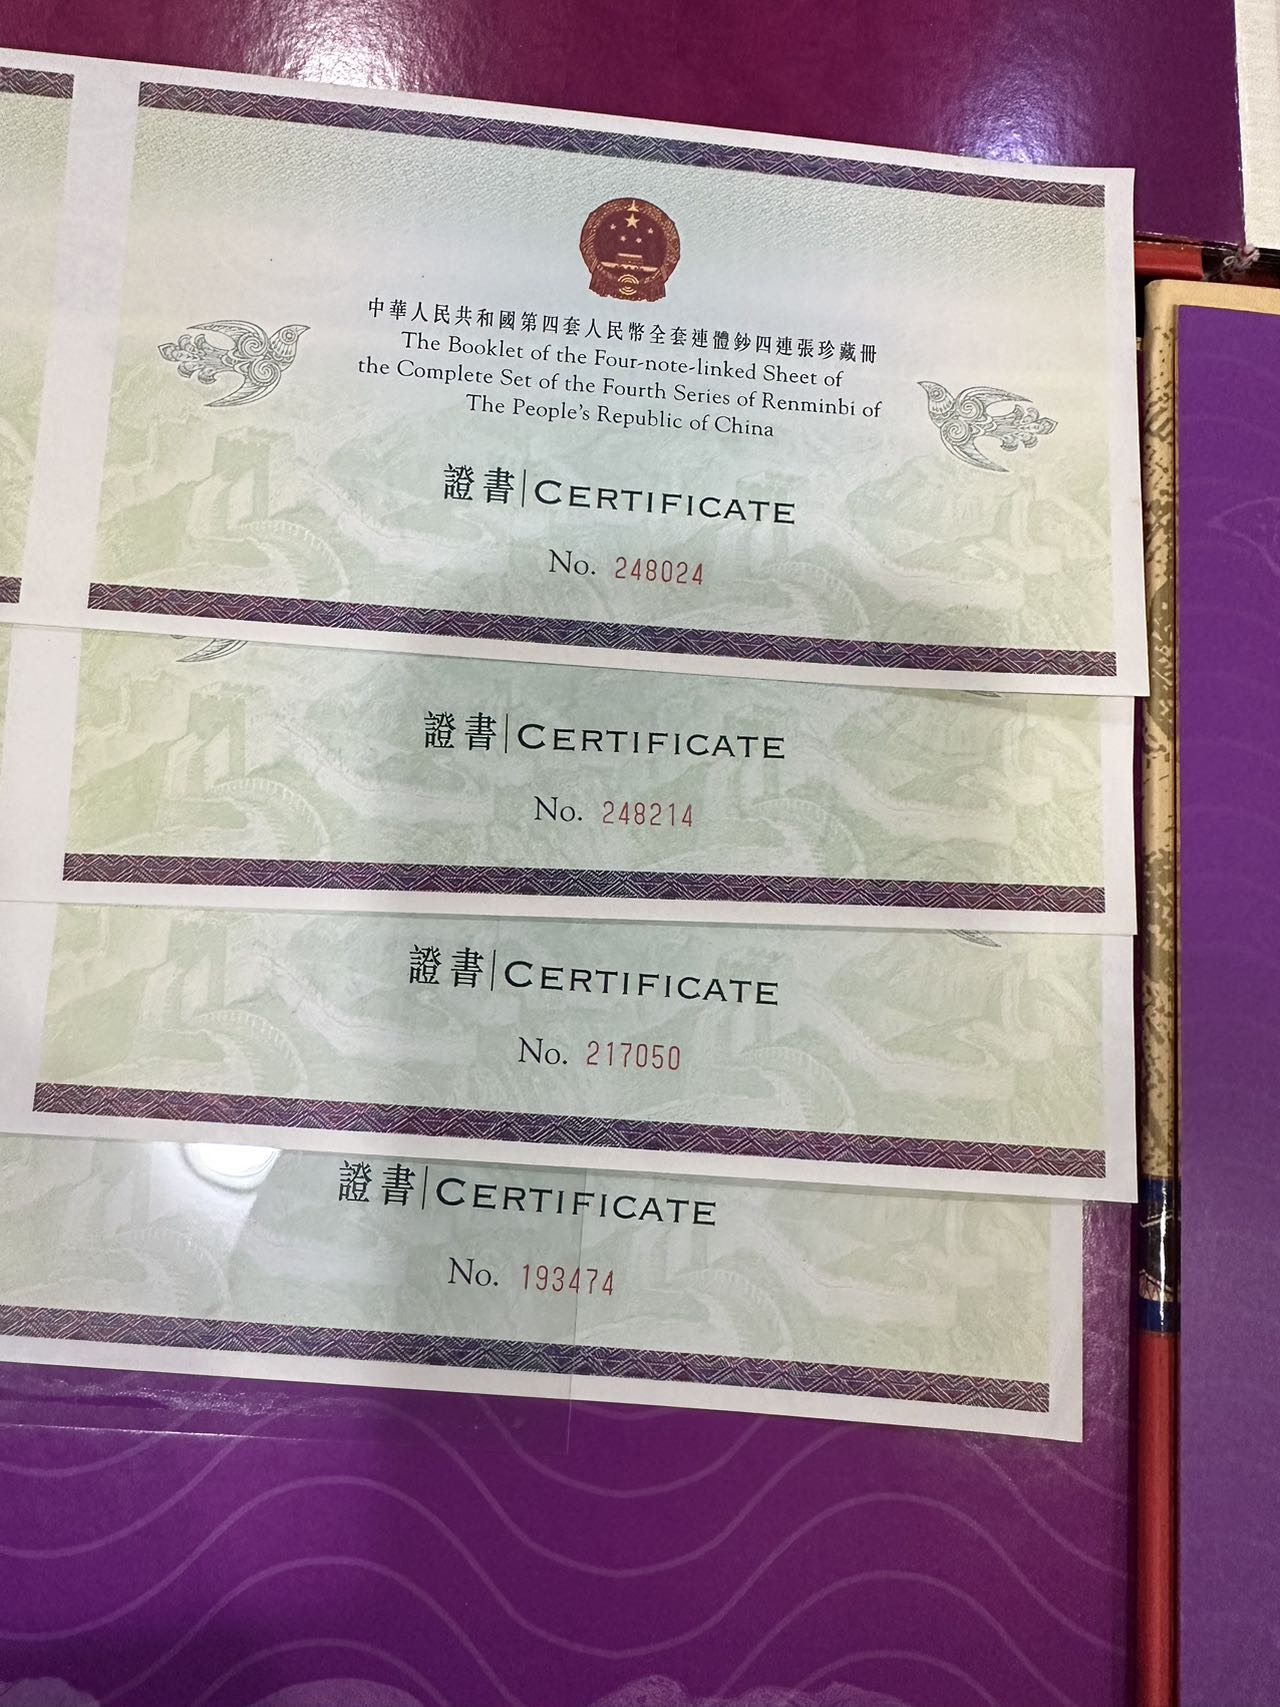 中華人民共和國第四套人民幣全套連體鈔四連張珍藏冊
The Booklet of the Four-note-linked Sheet of
the Complete Set of the Fourth Series of Renminbi of
The People's Republic of China
證書|CERTIFICATE
No. 248024
證書|CERTIFICATE
No. 248214
證書|CERTIFICATE
No. 217050
證書|CERTIFICATE
No. 193474